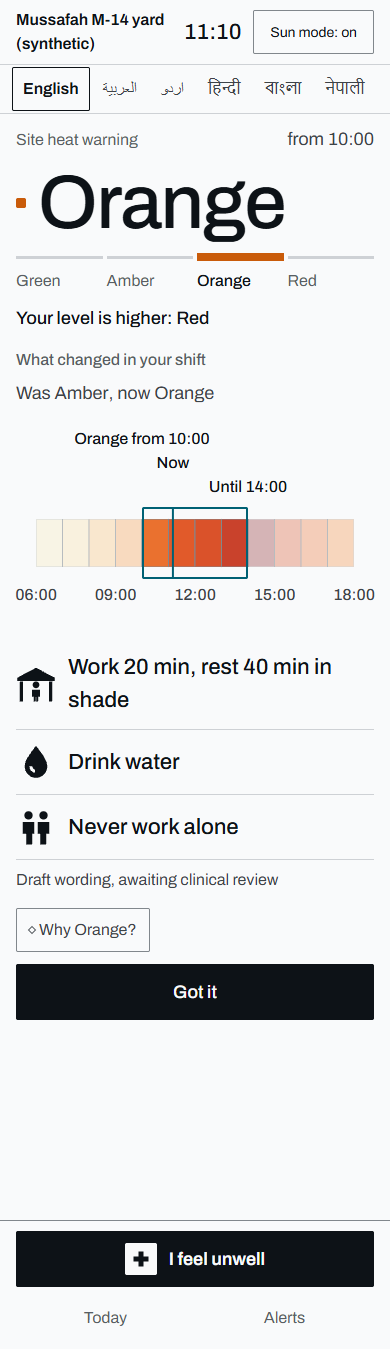 Mussafah M-14 yard
(synthetic)
11:10
Sun mode: on
English
العربية
اردو
हिन्दी
বাংলা
नेपाली
Site heat warning
from 10:00
Orange
Green
Amber
Orange
Red
Your level is higher: Red
What changed in your shift
Was Amber, now Orange
Orange from 10:00
Now
Until 14:00
06:00
09:00
12:00
15:00
18:00
Work 20 min, rest 40 min in
shade
Drink water
Never work alone
Draft wording, awaiting clinical review
Why Orange?
Got it
I feel unwell
Today
Alerts